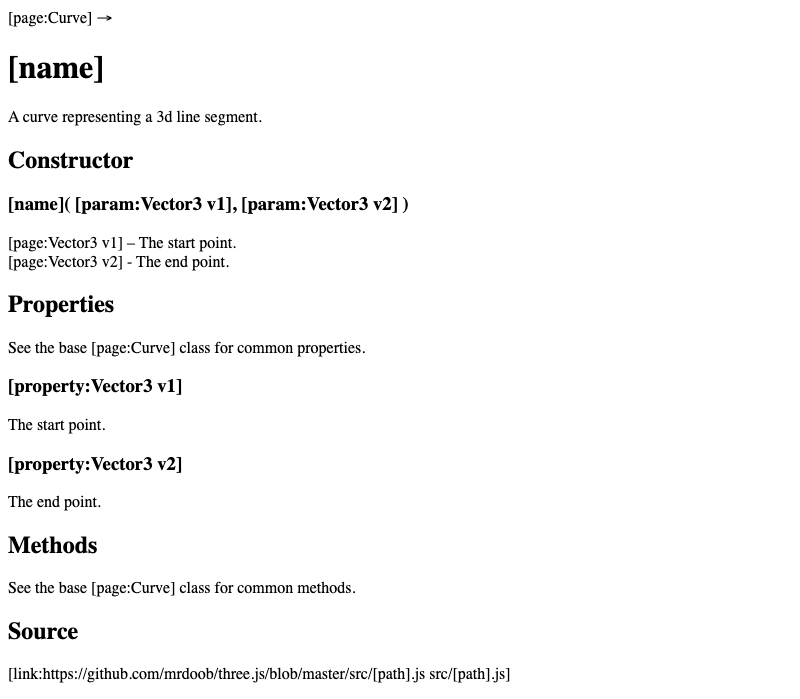 [page:Curve] →
[name]
A curve representing a 3d line segment.
Constructor
[name]( [param:Vector3 v1], [param:Vector3 v2] )
[page:Vector3 v1] – The start point.
[page:Vector3 v2] - The end point.
Properties
See the base [page:Curve] class for common properties.
[property:Vector3 v1]
The start point.
[property:Vector3 v2]
The end point.
Methods
See the base [page:Curve] class for common methods.
Source
[link:https://github.com/mrdoob/three.js/blob/master/src/[path].js src/[path].js]